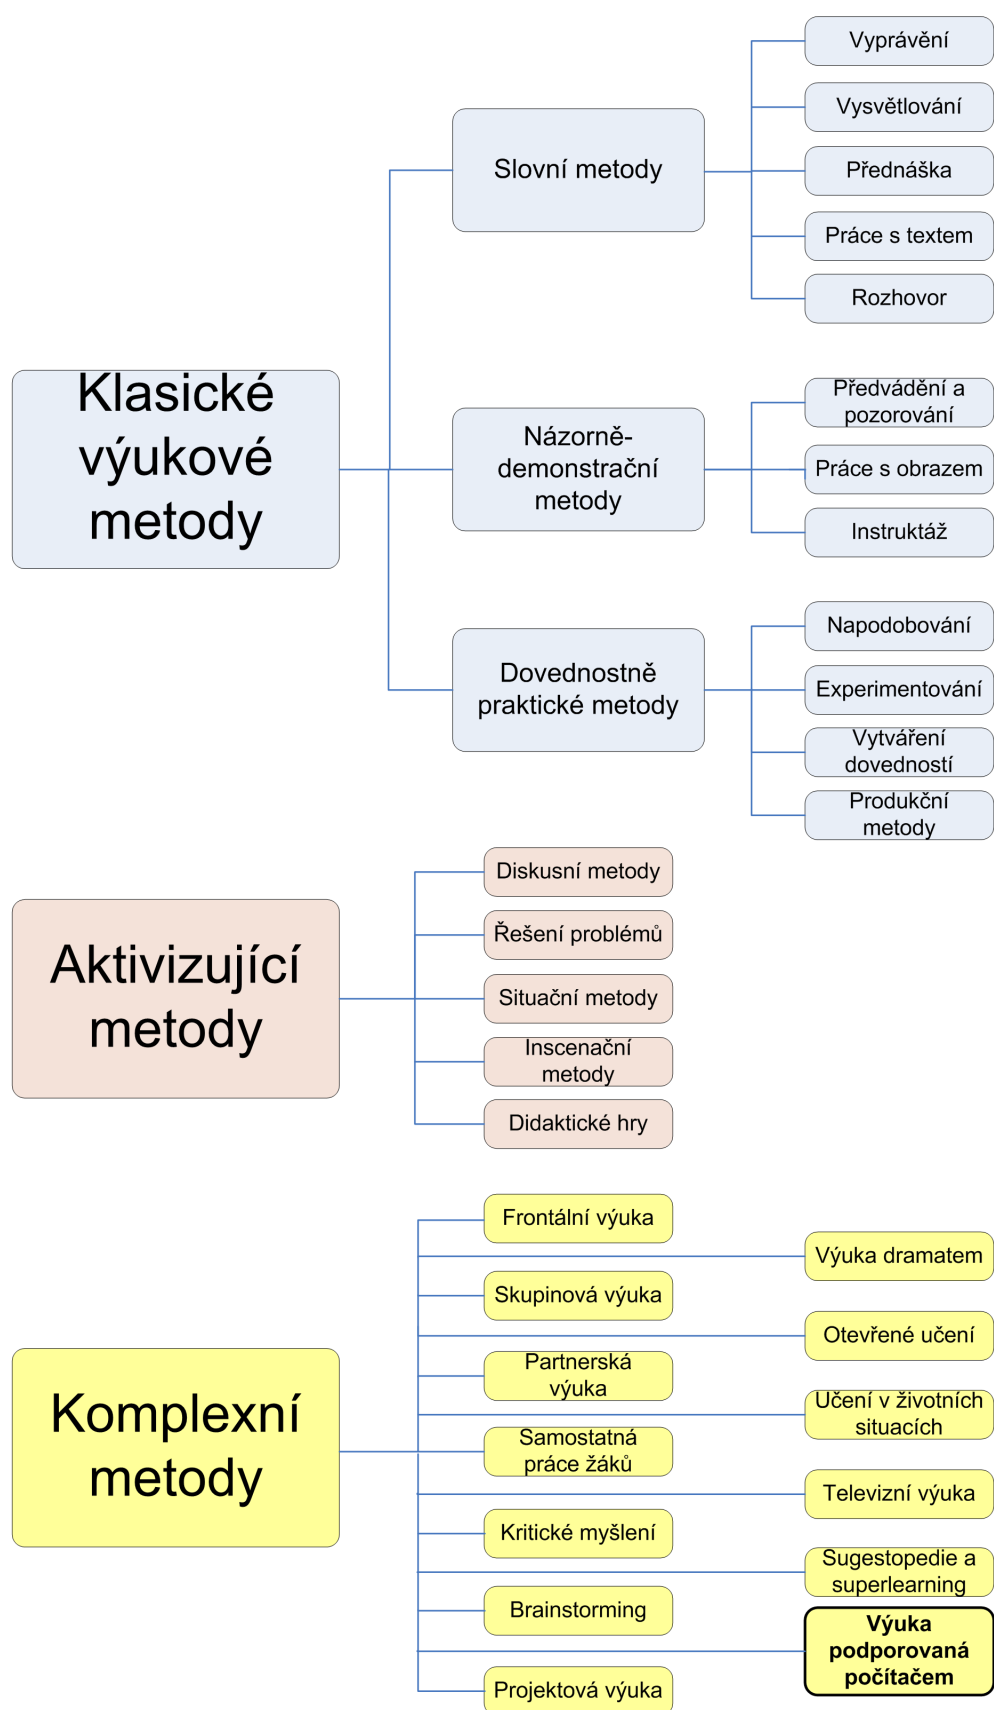 Klasické
výukové
metody
Slovní metody
Vyprávění
Vysvětlování
Přednáška
Práce s textem
Rozhovor
Názorně-
demonstrační
metody
Předvádění a
pozorování
Práce s obrazem
Instruktáž
Dovednostně
praktické metody
Napodobování
Experimentování
Vytváření
dovedností
Produkční
metody
Aktivizující
metody
Diskusní metody
Řešení problémů
Situační metody
Inscenační
metody
Didaktické hry
Komplexní
metody
Frontální výuka
Výuka dramatem
Skupinová výuka
Otevřené učení
Partnerská
výuka
Učení v životních
situacích
Samostatná
práce žáků
Televizní výuka
Kritické myšlení
Sugestopedie a
superlearning
Brainstorming
Výuka
podporovaná
počítačem
Projektová výuka